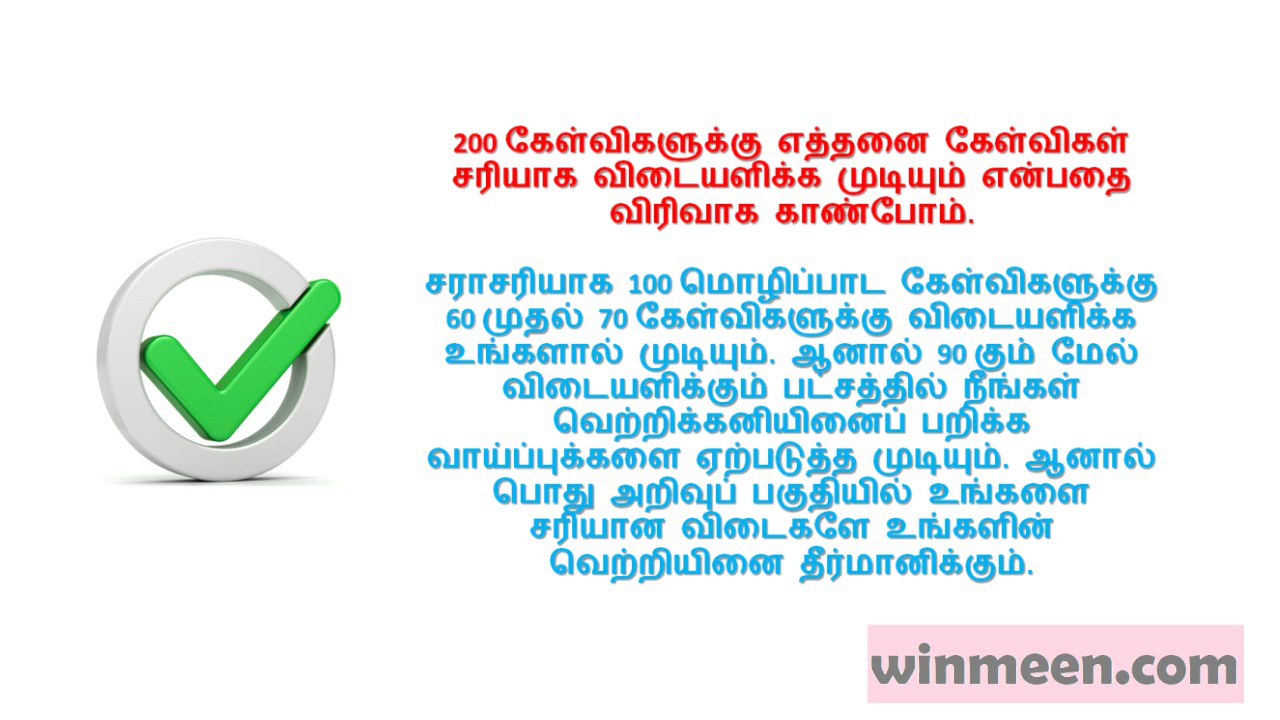 200 கேள்விகளுக்கு எத்தனை கேள்விகள்
சரியாக விடையளிக்க முடியும் என்பதை
விரிவாக காண்போம்.
சராசரியாக 100 மொழிப்பாட கேள்விகளுக்கு
60 முதல் 70 கேள்விகளுக்கு விடையளிக்க
உங்களால் முடியும். ஆனால் 90 கும் மேல்
விடையளிக்கும் பட்சத்தில் நீங்கள்
வெற்றிக்கனியினைப் பறிக்க
வாய்ப்புக்களை ஏற்படுத்த முடியும். ஆனால்
பொது அறிவுப் பகுதியில் உங்களை
சரியான விடைகளே உங்களின்
வெற்றியினை தீர்மானிக்கும்.
winmeen.com